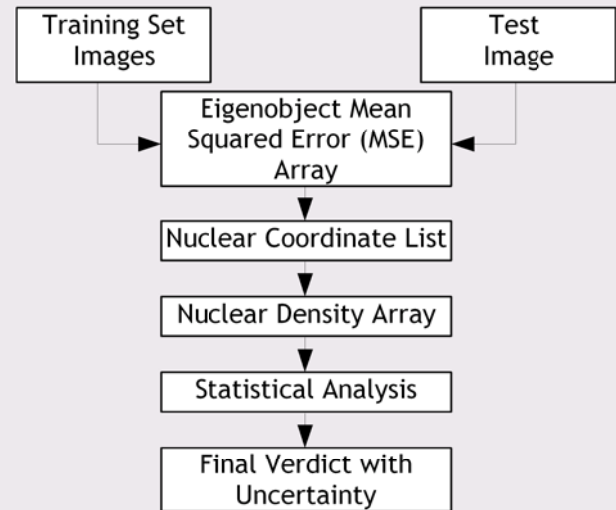 Training Set
Images
Test
Image
Eigenobject Mean
Squared Error (MSE)
Array
Nuclear Coordinate List
Nuclear Density Array
Statistical Analysis
Final Verdict with
Uncertainty